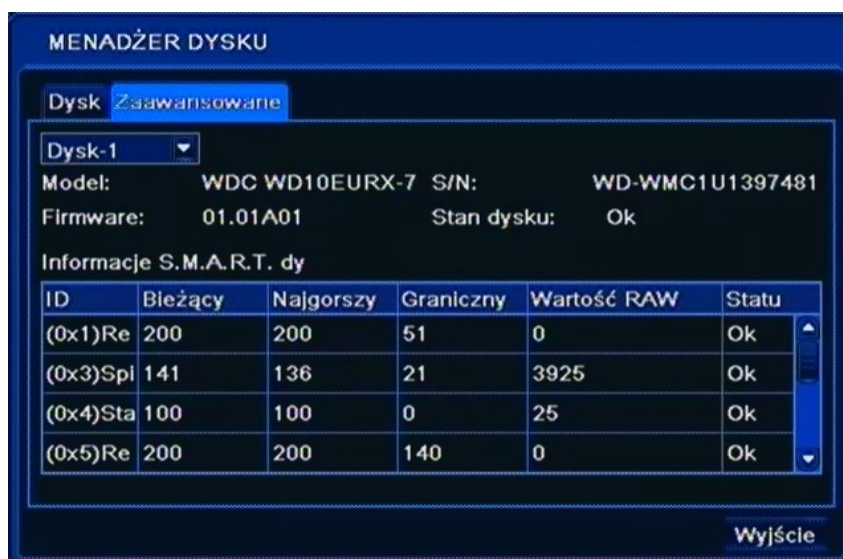 MENADŻER DYSKU
Dysk Zaawansowane
Dysk-1
Model: WDC WD10EURX-7 S/N: WD-WMC1U1397481
Firmware: 01.01A01 Stan dysku: Ok
Informacje S.M.A.R.T. dy
ID Bieżący Najgorszy Graniczny Wartość RAW Statu
(0x1)Re 200 200 51 0 Ok
(0x3)Spi 141 136 21 3925 Ok
(0x4)Sta 100 100 0 25 Ok
(0x5)Re 200 200 140 0 Ok
Wyjście